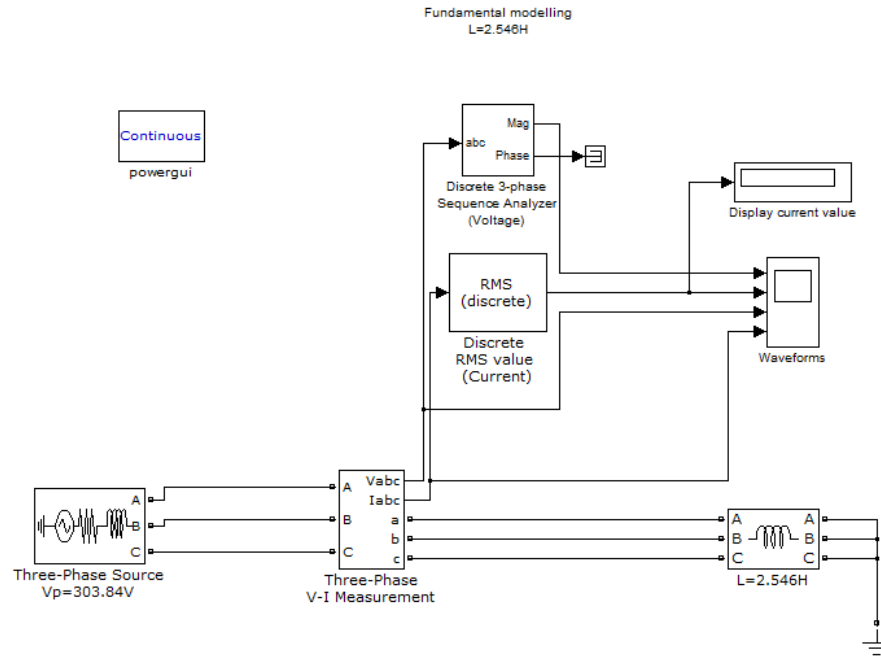 Fundamental modelling
L=2.546H
Continuous
powergui
abc
Mag
Phase
Discrete 3-phase
Sequence Analyzer
(Voltage)
Display current value
RMS
(discrete)
Discrete
RMS value
(Current)
Waveforms
A
B
C
Three-Phase Source
Vp=303.84V
A
B
C
Vabc
Iabc
a
b
c
Three-Phase
V-I Measurement
A A
B B
C C
L=2.546H